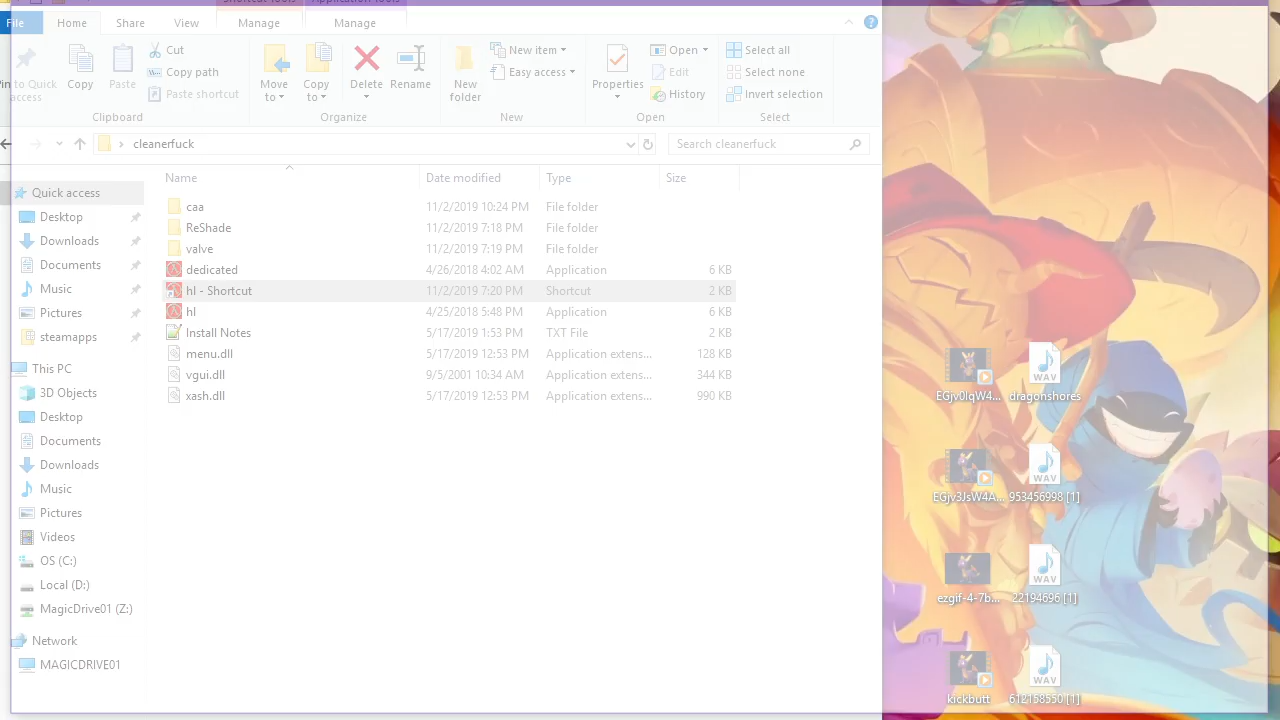 Shortcut Tools Application Tools
File Home Share View Manage Manage
Pin to Quick access
Copy
Paste
Cut
Copy path
Paste shortcut
Clipboard
Move to
Copy to
Delete
Rename
Organize
New folder
New item
Easy access
New
Properties
Open
Edit
History
Open
Select all
Select none
Invert selection
Select
cleanerfuck
Search cleanerfuck
Name Date modified Type Size
caa 11/2/2019 10:24 PM File folder
ReShade 11/2/2019 7:18 PM File folder
valve 11/2/2019 7:19 PM File folder
dedicated 4/26/2018 4:02 AM Application 6 KB
hl - Shortcut 11/2/2019 7:20 PM Shortcut 2 KB
hl 4/25/2018 5:48 PM Application 6 KB
Install Notes 5/17/2019 1:53 PM TXT File 2 KB
menu.dll 5/17/2019 12:53 PM Application extens... 128 KB
vgui.dll 9/5/2001 10:34 AM Application extens... 344 KB
xash.dll 5/17/2019 12:53 PM Application extens... 990 KB
Quick access
Desktop
Downloads
Documents
Music
Pictures
steamapps
This PC
3D Objects
Desktop
Documents
Downloads
Music
Pictures
Videos
OS (C:)
Local (D:)
MagicDrive01 (Z:)
Network
MAGICDRIVE01
WAV
EGjv0lqW4... dragonshores
WAV
EGjv3JsW4A... 953456998 [1]
WAV
ezgif-4-7b... 22194696 [1]
WAV
kickbutt 612158550 [1]